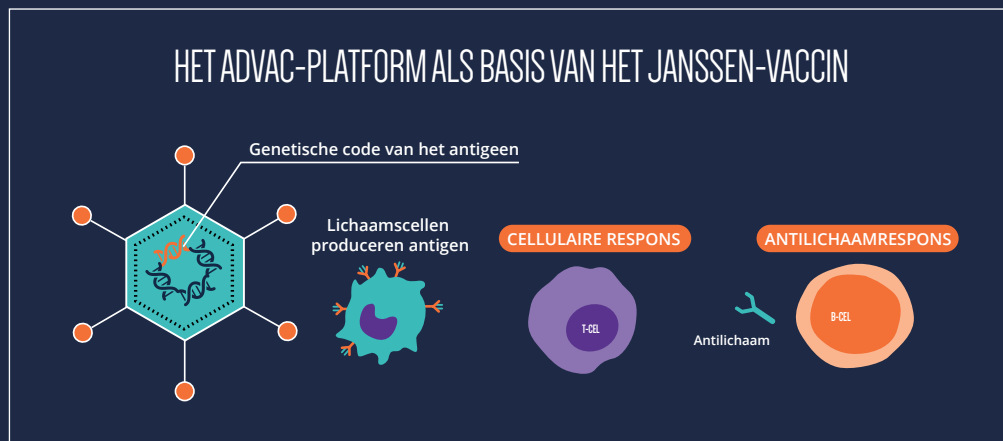 HET ADVAC-PLATFORM ALS BASIS VAN HET JANSSEN-VACCIN
Genetische code van het antigeen
Lichaamscellen
produceren antigen
CELLULAIRE RESPONS
ANTILICHAAMRESPONS
T-CEL
B-CEL
Antilichaam